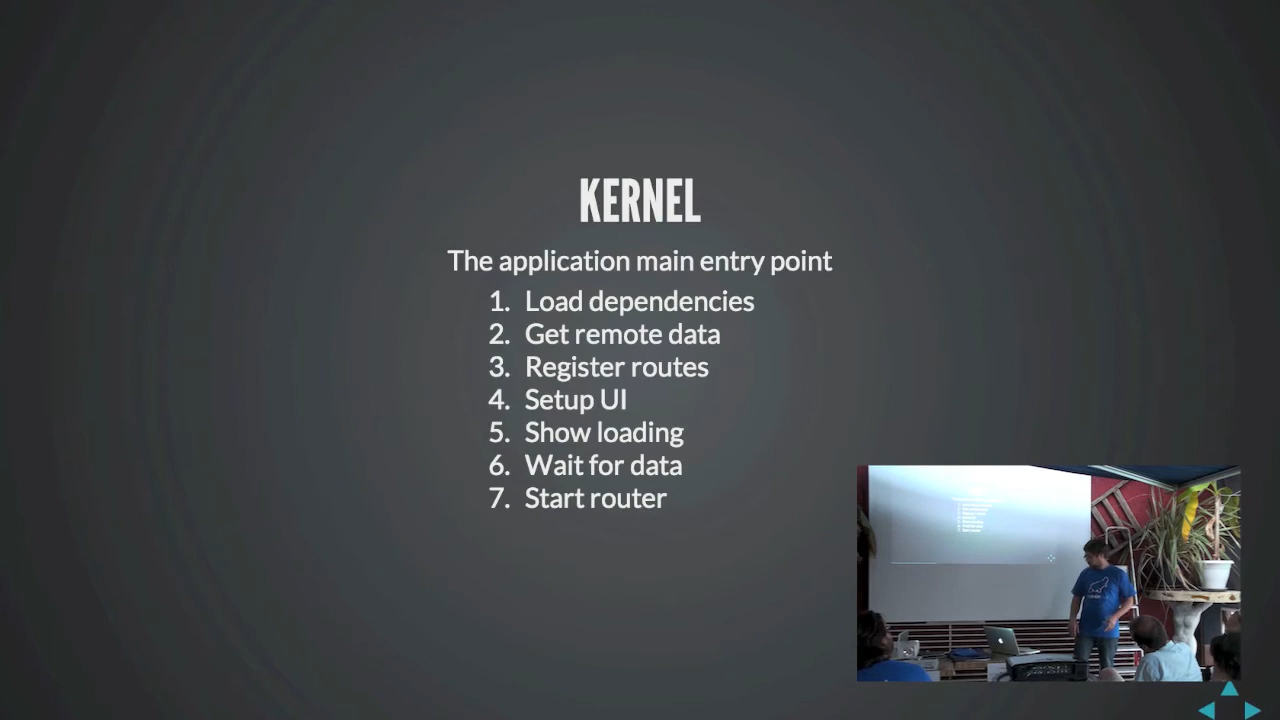 KERNEL
The application main entry point
1. Load dependencies
2. Get remote data
3. Register routes
4. Setup UI
5. Show loading
6. Wait for data
7. Start router